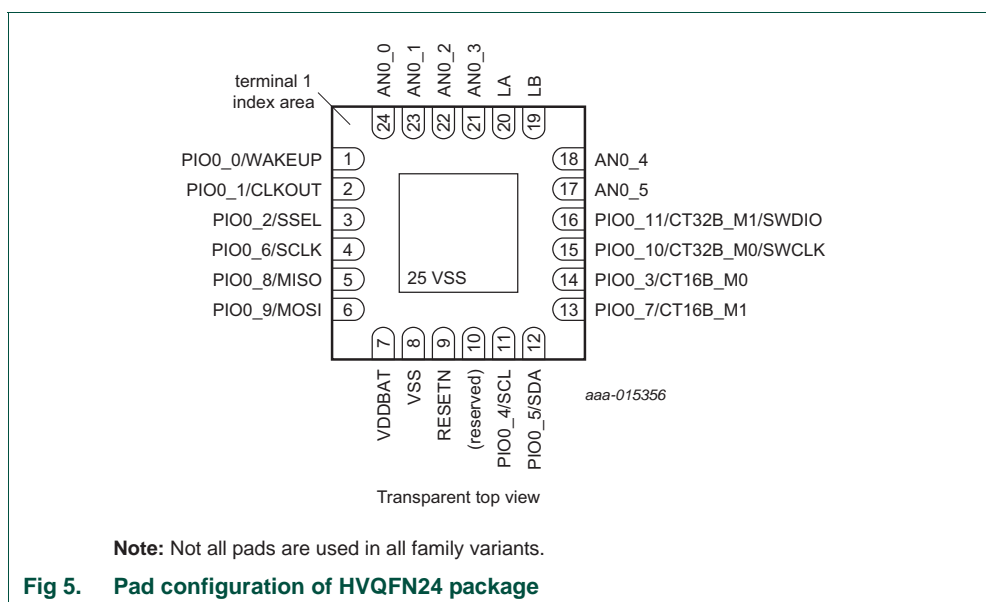 terminal 1
index area
AN0_0
AN0_1
AN0_2
AN0_3
LA
LB
24
23
22
21
20
19
PIO0_0/WAKEUP 1
PIO0_1/CLKOUT 2
PIO0_2/SSEL 3
PIO0_6/SCLK 4
PIO0_8/MISO 5
PIO0_9/MOSI 6
25 VSS
18 AN0_4
17 AN0_5
16 PIO0_11/CT32B_M1/SWDIO
15 PIO0_10/CT32B_M0/SWCLK
14 PIO0_3/CT16B_M0
13 PIO0_7/CT16B_M1
7
8
9
10
11
12
VDDBAT
VSS
RESETN
(reserved)
PIO0_4/SCL
PIO0_5/SDA
aaa-015356
Transparent top view
Note: Not all pads are used in all family variants.
Fig 5. Pad configuration of HVQFN24 package